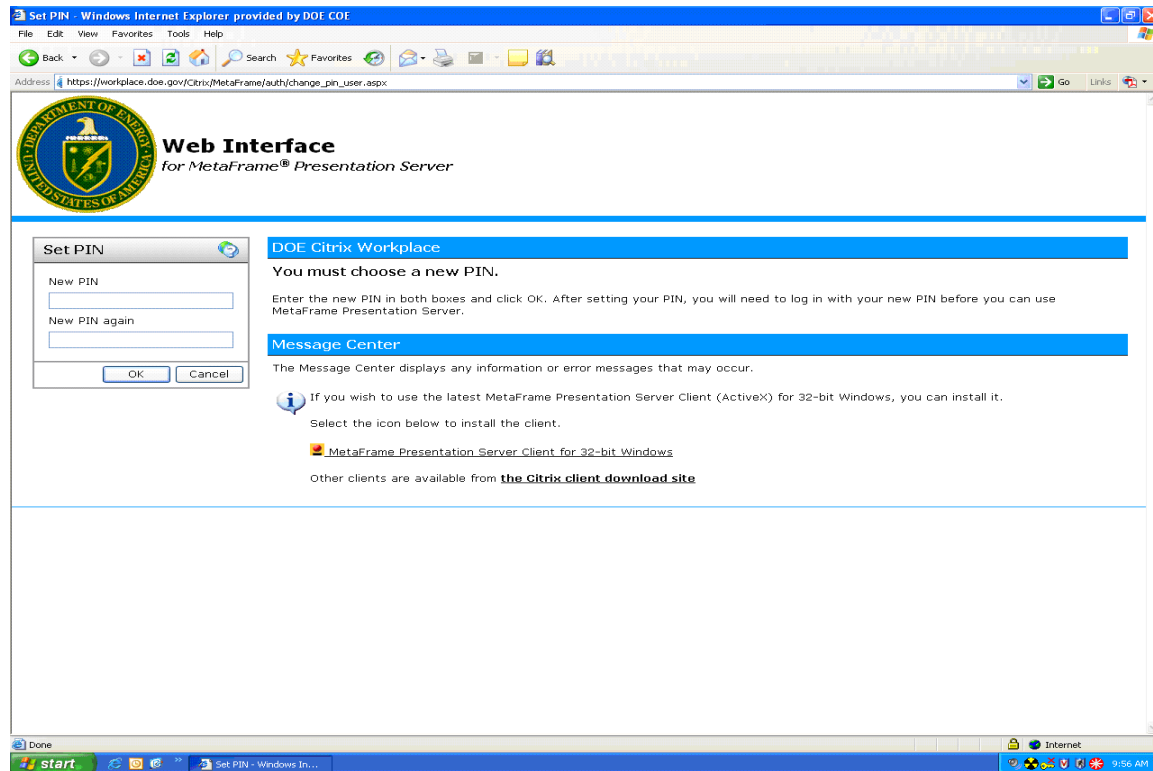 Set PIN - Windows Internet Explorer provided by DOE COE
File Edit View Favorites Tools Help
Back Search Favorites
Address https://workplace.doe.gov/Citrix/MetaFrame/auth/change_pin_user.aspx Go Links
DEPARTMENT OF ENERGY
UNITED STATES OF AMERICA
Web Interface
for MetaFrame® Presentation Server
Set PIN
New PIN
New PIN again
OK Cancel
DOE Citrix Workplace
You must choose a new PIN.
Enter the new PIN in both boxes and click OK. After setting your PIN, you will need to log in with your new PIN before you can use
MetaFrame Presentation Server.
Message Center
The Message Center displays any information or error messages that may occur.
If you wish to use the latest MetaFrame Presentation Server Client (ActiveX) for 32-bit Windows, you can install it.
Select the icon below to install the client.
MetaFrame Presentation Server Client for 32-bit Windows
Other clients are available from the Citrix client download site
Done Internet
start Set PIN - Windows In... 9:56 AM